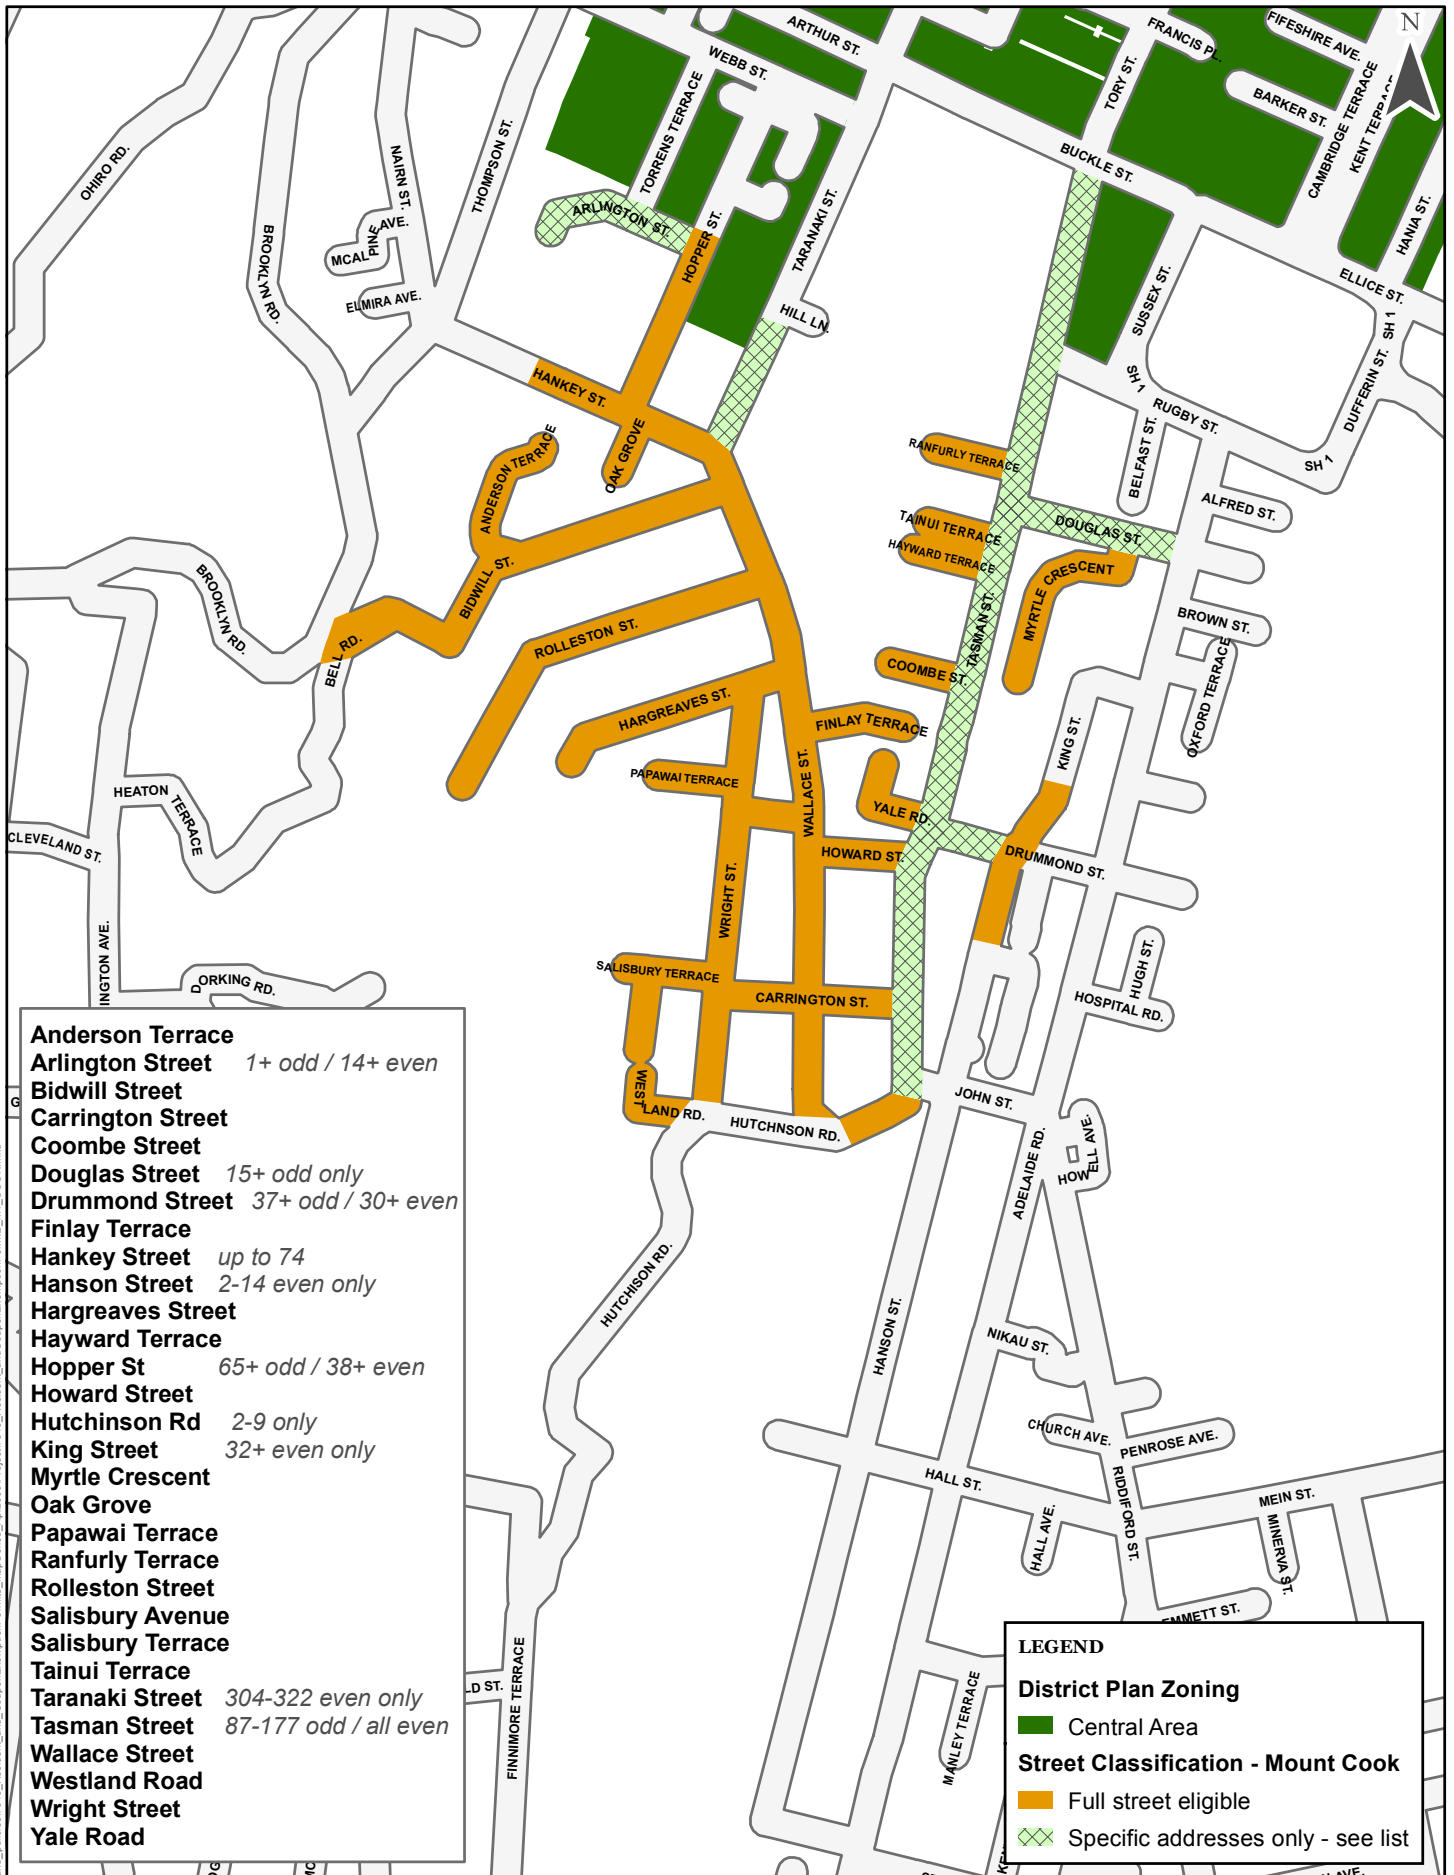 ARTHUR ST.
FRANCIS PL.
FIFESHIRE AVE.
N
WEBB ST.
TORY ST.
BARKER ST.
CAMBRIDGE TERRACE
KENT TERRACE
OHIRO RD.
NAIRN ST.
THOMPSON ST.
TORRENS TERRACE
BUCKLE ST.
ARLINGTON ST.
HOPPER ST.
TARANAKI ST.
HANIA ST.
MCALPINE AVE.
BROOKLYN RD.
ELMIRA AVE.
HILL LN.
SUSSEX ST.
ELLICE ST.
SH 1
HANKEY ST.
SH 1
RUGBY ST.
DUFFERIN ST.
ANDERSON TERRACE
OAK GROVE
RANFURLY TERRACE
BELFAST ST.
SH 1
ALFRED ST.
TAINUI TERRACE
DOUGLAS ST.
HAYWARD TERRACE
BROOKLYN RD.
BIDWILL ST.
MYRTLE CRESCENT
TASMAN ST.
BROWN ST.
BELL RD.
ROLLESTON ST.
COOMBE ST.
OXFORD TERRACE
HARGREAVES ST.
FINLAY TERRACE
KING ST.
PAPAWAI TERRACE
WALLACE ST.
HEATON TERRACE
YALE RD.
CLEVELAND ST.
HOWARD ST.
DRUMMOND ST.
WRIGHT ST.
INGTON AVE.
DORKING RD.
SALISBURY TERRACE
CARRINGTON ST.
HUGH ST.
HOSPITAL RD.
WESTLAND RD.
HUTCHNSON RD.
JOHN ST.
ADELAIDE RD.
HOWELL AVE.
HUTCHISON RD.
HANSON ST.
NIKAU ST.
CHURCH AVE.
PENROSE AVE.
HALL ST.
RIDDIFORD ST.
MEIN ST.
HALL AVE.
MINERVA ST.
EMMETT ST.
FINNIMORE TERRACE
LD ST.
MANLEY TERRACE
G
Anderson Terrace
Arlington Street 1+ odd / 14+ even
Bidwill Street
Carrington Street
Coombe Street
Douglas Street 15+ odd only
Drummond Street 37+ odd / 30+ even
Finlay Terrace
Hankey Street up to 74
Hanson Street 2-14 even only
Hargreaves Street
Hayward Terrace
Hopper St 65+ odd / 38+ even
Howard Street
Hutchinson Rd 2-9 only
King Street 32+ even only
Myrtle Crescent
Oak Grove
Papawai Terrace
Ranfurly Terrace
Rolleston Street
Salisbury Avenue
Salisbury Terrace
Tainui Terrace
Taranaki Street 304-322 even only
Tasman Street 87-177 odd / all even
Wallace Street
Westland Road
Wright Street
Yale Road
LEGEND
District Plan Zoning
Central Area
Street Classification - Mount Cook
Full street eligible
Specific addresses only - see list